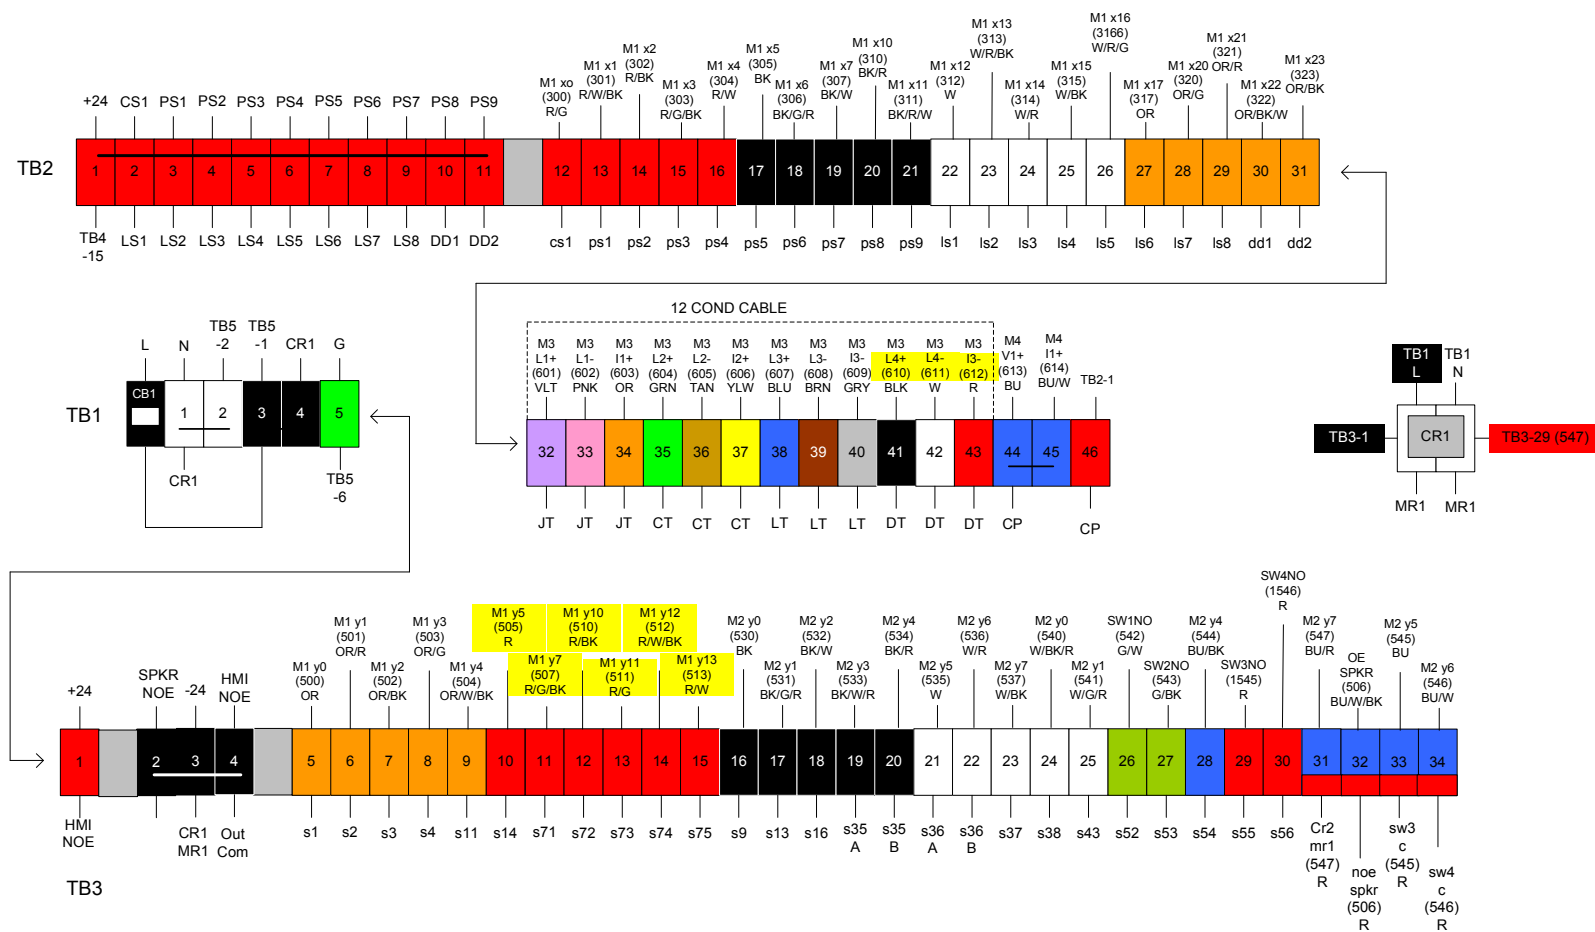 +24 CS1 PS1 PS2 PS3 PS4 PS5 PS6 PS7 PS8 PS9
M1 xo
(300)
R/G
M1 x1
(301)
R/W/BK
M1 x2
(302)
R/BK
M1 x3
(303)
R/G/BK
M1 x4
(304)
R/W
M1 x5
(305)
BK
M1 x6
(306)
BK/G/R
M1 x7
(307)
BK/W
M1 x10
(310)
BK/R
M1 x11
(311)
BK/R/W
M1 x12
(312)
W
M1 x13
(313)
W/R/BK
M1 x14
(314)
W/R
M1 x15
(315)
W/BK
M1 x16
(3166)
W/R/G
M1 x17
(317)
OR
M1 x20
(320)
OR/G
M1 x21
(321)
OR/R
M1 x22
(322)
OR/BK/W
M1 x23
(323)
OR/BK
TB2
1 2 3 4 5 6 7 8 9 10 11 12 13 14 15 16 17 18 19 20 21 22 23 24 25 26 27 28 29 30 31
TB4
-15
LS1 LS2 LS3 LS4 LS5 LS6 LS7 LS8 DD1 DD2 cs1 ps1 ps2 ps3 ps4 ps5 ps6 ps7 ps8 ps9 ls1 ls2 ls3 ls4 ls5 ls6 ls7 ls8 dd1 dd2
L
N
TB5
-2
TB5
-1
CR1
G
TB1
CB1
1 2 3 4 5
CR1
TB5
-6
12 COND CABLE
M3
L1+
(601)
VLT
M3
L1-
(602)
PNK
M3
I1+
(603)
OR
M3
L2+
(604)
GRN
M3
L2-
(605)
TAN
M3
I2+
(606)
YLW
M3
L3+
(607)
BLU
M3
L3-
(608)
BRN
M3
I3-
(609)
GRY
M3
L4+
(610)
BLK
M3
L4-
(611)
W
M3
I3-
(612)
R
M4
V1+
(613)
BU
M4
I1+
(614)
BU/W
TB2-1
32 33 34 35 36 37 38 39 40 41 42 43 44 45 46
JT JT JT CT CT CT LT LT LT DT DT DT CP CP
TB1
L
TB1
N
TB3-1
CR1
TB3-29 (547)
MR1
MR1
+24
SPKR
NOE
-24
HMI
NOE
M1 y0
(500)
OR
M1 y1
(501)
OR/R
M1 y2
(502)
OR/BK
M1 y3
(503)
OR/G
M1 y4
(504)
OR/W/BK
M1 y5
(505)
R
M1 y7
(507)
R/G/BK
M1 y10
(510)
R/BK
M1 y11
(511)
R/G
M1 y12
(512)
R/W/BK
M1 y13
(513)
R/W
M2 y0
(530)
BK
M2 y1
(531)
BK/G/R
M2 y2
(532)
BK/W
M2 y3
(533)
BK/W/R
M2 y4
(534)
BK/R
M2 y5
(535)
W
M2 y6
(536)
W/R
M2 y7
(537)
W/BK
M2 y0
(540)
W/BK/R
M2 y1
(541)
W/G/R
SW1NO
(542)
G/W
SW2NO
(543)
G/BK
M2 y4
(544)
BU/BK
SW3NO
(1545)
R
SW4NO
(1546)
R
M2 y7
(547)
BU/R
OE
SPKR
(506)
BU/W/BK
M2 y5
(545)
BU
M2 y6
(546)
BU/W
1 2 3 4 5 6 7 8 9 10 11 12 13 14 15 16 17 18 19 20 21 22 23 24 25 26 27 28 29 30 31 32 33 34
HMI
NOE
CR1
MR1
Out
Com
s1 s2 s3 s4 s11 s14 s71 s72 s73 s74 s75 s9 s13 s16
s35
A
s35
B
s36
A
s36
B
s37 s38 s43 s52 s53 s54 s55 s56
Cr2
mr1
(547)
R
noe
spkr
(506)
R
sw3
c
(545)
R
sw4
c
(546)
R
TB3